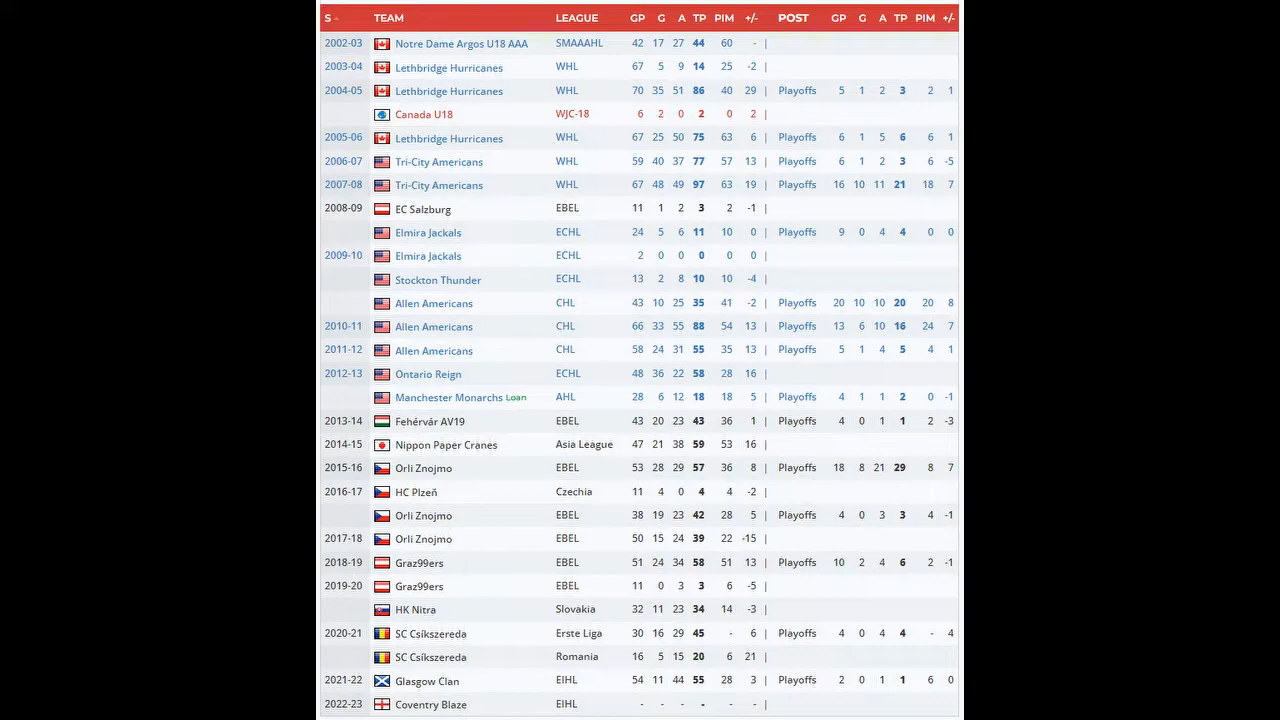 S TEAM LEAGUE GP G A TP PIM +/- POST GP G A TP PIM +/-
2002-03 Notre Dame Argos U18 AAA SMAAAHL 42 17 27 44 60 - |
2003-04 Lethbridge Hurricanes WHL 67 5 9 14 25 -2 |
2004-05 Lethbridge Hurricanes WHL 70 35 51 86 40 29 | Playoffs 5 1 2 3 2 1
Canada U18 WJC-18 6 2 0 2 0 2 |
2005-06 Lethbridge Hurricanes WHL 67 25 50 75 63 6 | Playoffs 6 1 5 6 6 1
2006-07 Tri-City Americans WHL 59 40 37 77 57 13 | Playoffs 6 1 2 3 6 -5
2007-08 Tri-City Americans WHL 67 48 49 97 63 19 | Playoffs 16 10 11 21 18 7
2008-09 EC Salzburg EBEL 11 1 2 3 2 -1 |
Elmira Jackals ECHL 24 5 6 11 10 0 | Playoffs 9 0 4 4 0 0
2009-10 Elmira Jackals ECHL 2 0 0 0 0 0 |
Stockton Thunder ECHL 13 2 8 10 10 -4 |
Allen Americans CHL 43 10 25 35 41 -2 | Playoffs 20 10 10 20 20 8
2010-11 Allen Americans CHL 66 33 55 88 54 13 | Playoffs 13 6 10 16 24 7
2011-12 Allen Americans CHL 58 24 31 55 35 13 | Playoffs 5 1 4 5 4 1
2012-13 Ontario Reign ECHL 48 36 22 58 28 16 |
Manchester Monarchs Loan AHL 28 6 12 18 18 5 | Playoffs 4 1 1 2 0 -1
2013-14 Fehérvár AV19 EBEL 43 20 23 43 36 1 | Playoffs 4 0 1 1 2 -3
2014-15 Nippon Paper Cranes Asia League 47 21 38 59 53 16 |
2015-16 Orli Znojmo EBEL 53 28 29 57 30 8 | Playoffs 18 8 21 29 8 7
2016-17 HC Plzeň Czechia 11 4 0 4 4 -2 |
Orli Znojmo EBEL 38 19 23 42 28 5 | Playoffs 4 0 3 3 4 -1
2017-18 Orli Znojmo EBEL 50 15 24 39 22 -15 |
2018-19 Graz99ers EBEL 51 24 34 58 51 13 | Playoffs 10 2 4 6 2 -1
2019-20 Graz99ers EBEL 11 0 3 3 6 -5 |
HK Nitra Slovakia 32 11 23 34 14 -3 |
2020-21 SC Csíkszereda Erste Liga 30 16 29 45 - 6 | Playoffs 4 0 4 4 - 4
SC Csíkszereda Romania 16 5 15 20 6 21 |
2021-22 Glasgow Clan EIHL 54 11 44 55 28 3 | Playoffs 2 0 1 1 6 0
2022-23 Coventry Blaze EIHL - - - - - - |